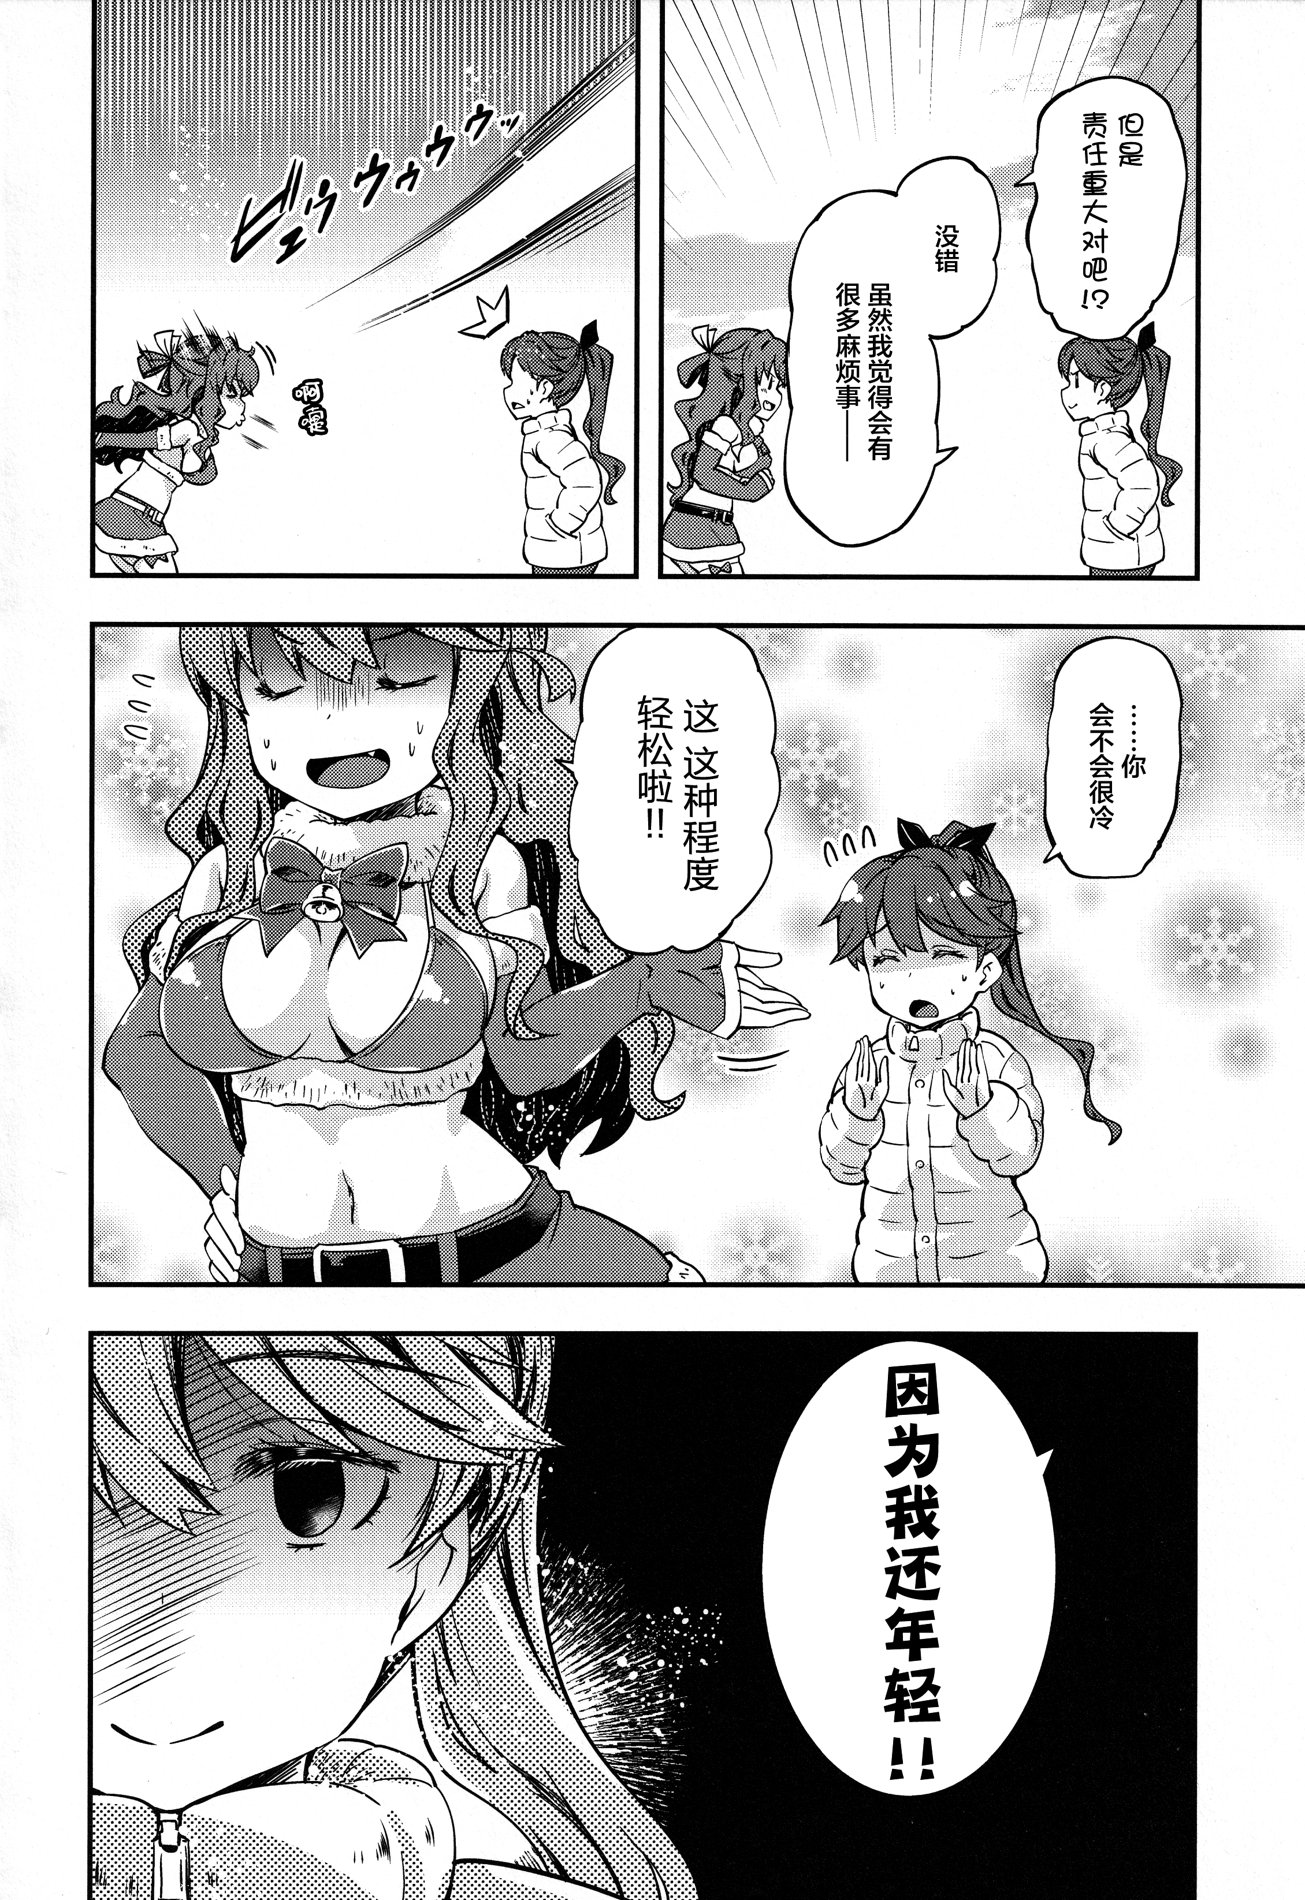 但是
责任重大对吧!?
没错
虽然我觉得会有
很多麻烦事——
ビュウウゥウゥッ
啊嚏
……你
会不会很冷
这 这种程度
轻松啦!!
因为我还年轻!!